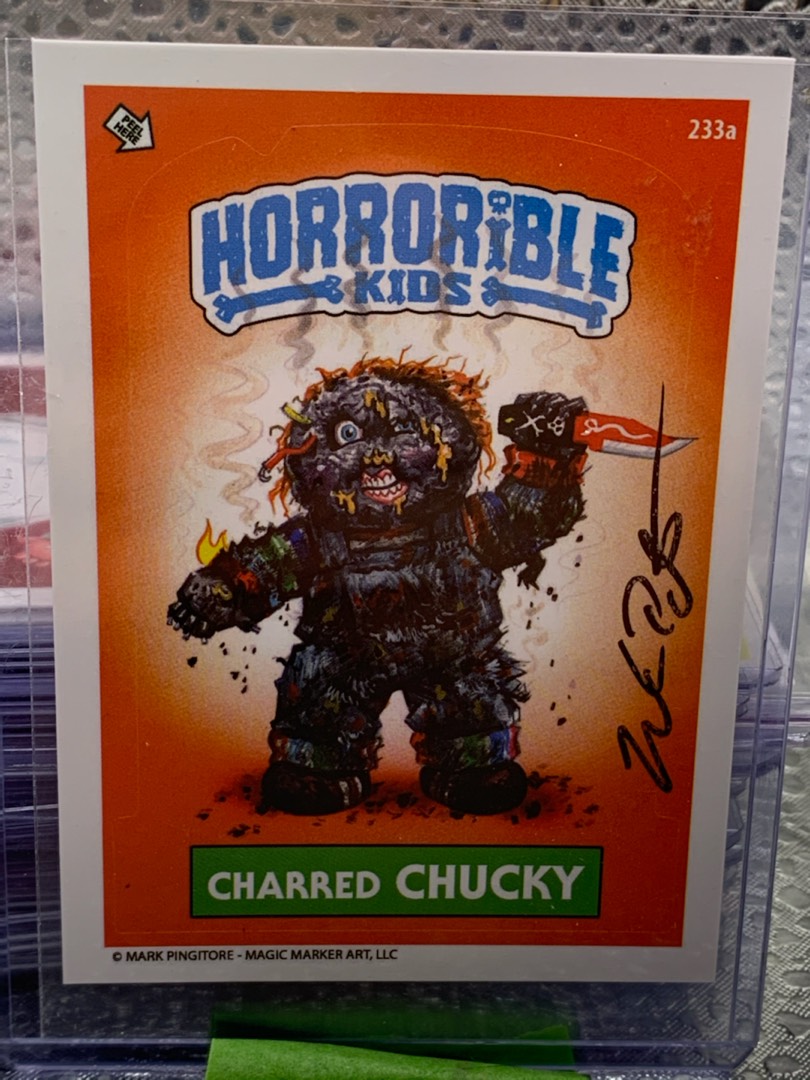 PEEL
HERE
233a
HORRORiBLE
KIDS
CHARRED CHUCKY
© MARK PINGITORE - MAGIC MARKER ART, LLC